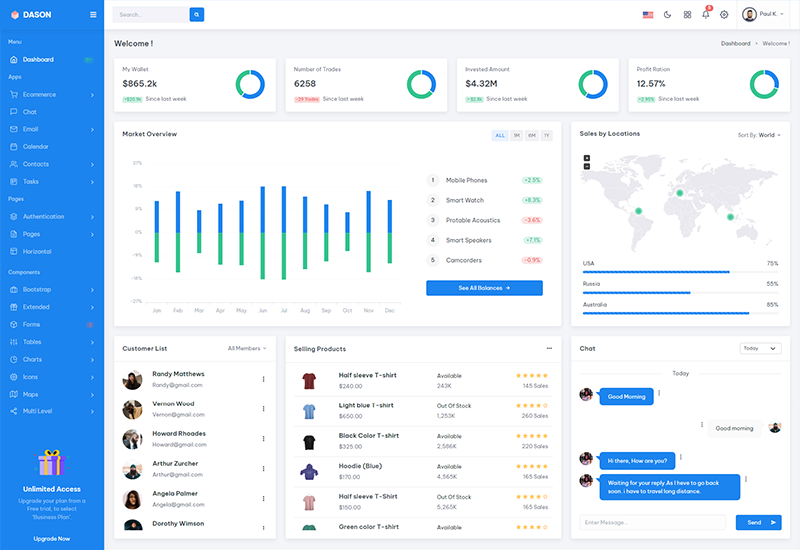 DASON
Search...
8
Paul K.
Menu
Dashboard
Apps
Ecommerce
Chat
Email
Calendar
Contacts
Tasks
Pages
Authentication
Pages
Horizontal
Components
Bootstrap
Extended
Forms
Tables
Charts
Icons
Maps
Multi Level
Unlimited Access
Upgrade your plan from a
Free trial, to select
'Business Plan'.
Upgrade Now
Welcome !
Dashboard > Welcome !
My Wallet
$865.2k
+$20.9k Since last week
Number of Trades
6258
-29 Trades Since last week
Invested Amount
$4.32M
+$2.8k Since last week
Profit Ration
12.57%
+2.95% Since last week
Market Overview
ALL 1M 6M 1Y
27%
18%
9%
0%
-9%
-18%
-27%
Jan Feb Mar Apr May Jun Jul Aug Sep Oct Nov Dec
1 Mobile Phones +2.5%
2 Smart Watch +8.3%
3 Protable Acoustics -3.6%
4 Smart Speakers +7.1%
5 Camcorders -0.9%
See All Balances →
Sales by Locations
Sort By: World
+
−
USA 75%
Russia 55%
Australia 85%
Customer List
All Members
Randy Matthews
Randy@gmail.com
Vernon Wood
Vernon@gmail.com
Howard Rhoades
Howard@gmail.com
Arthur Zurcher
Arthur@gmail.com
Angela Palmer
Angela@gmail.com
Dorothy Wimson
Selling Products
Half sleeve T-shirt Available
$240.00 243K 145 Sales
Light blue T-shirt Out Of Stock
$650.00 1,253K 260 Sales
Black Color T-shirt Available
$325.00 2,586K 220 Sales
Hoodie (Blue) Available
$170.00 4,565K 165 Sales
Half sleeve T-Shirt Out Of Stock
$150.00 5,265K 165 Sales
Green color T-shirt Available
Chat
Today
Today
Good Morning
Good morning
Hi there, How are you?
Waiting for your reply. As I have to go back
soon. i have to travel long distance.
Enter Message...
Send